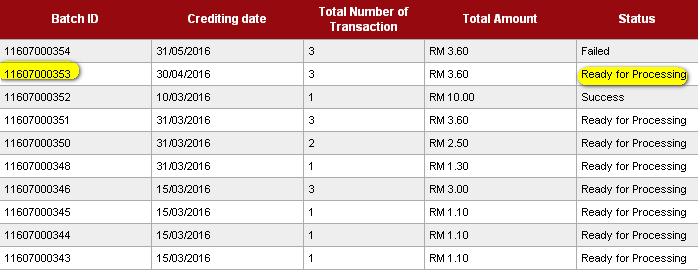 Batch ID Crediting date Total Number of Transaction Total Amount Status
11607000354 31/05/2016 3 RM 3.60 Failed
11607000353 30/04/2016 3 RM 3.60 Ready for Processing
11607000352 10/03/2016 1 RM 10.00 Success
11607000351 31/03/2016 3 RM 3.60 Ready for Processing
11607000350 31/03/2016 2 RM 2.50 Ready for Processing
11607000348 31/03/2016 1 RM 1.30 Ready for Processing
11607000346 15/03/2016 3 RM 3.00 Ready for Processing
11607000345 15/03/2016 1 RM 1.10 Ready for Processing
11607000344 15/03/2016 1 RM 1.10 Ready for Processing
11607000343 15/03/2016 1 RM 1.10 Ready for Processing